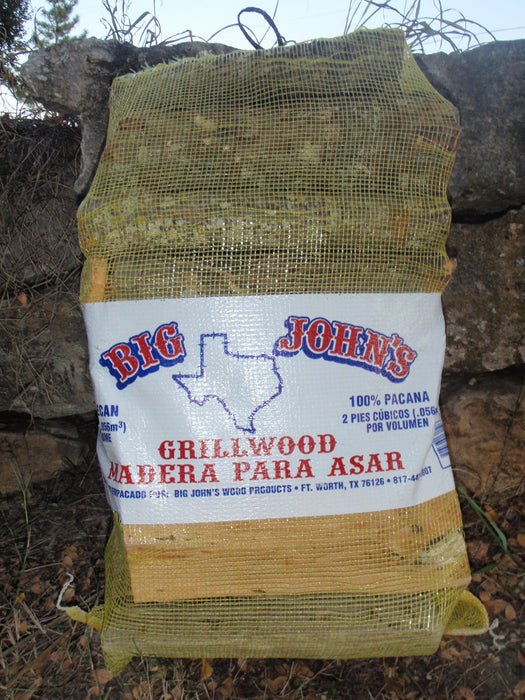 BIG JOHN'S
100% PACANA
2 PIES CÚBICOS (.056
POR VOLUMEN
GRILLWOOD
MADERA PARA ASAR
BIG JOHN'S WOOD PRODUCTS • FT. WORTH, TX 76126 • 817-4